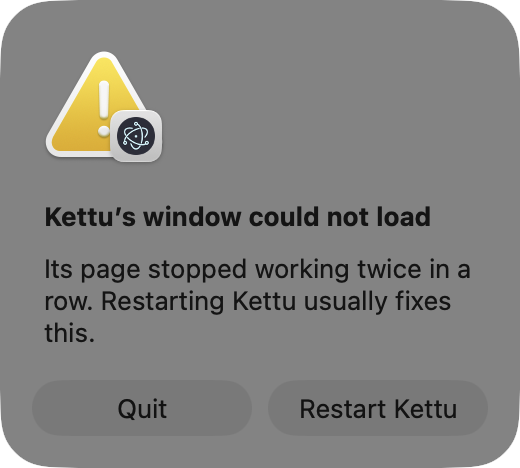 Kettu’s window could not load
Its page stopped working twice in a
row. Restarting Kettu usually fixes
this.
Quit
Restart Kettu